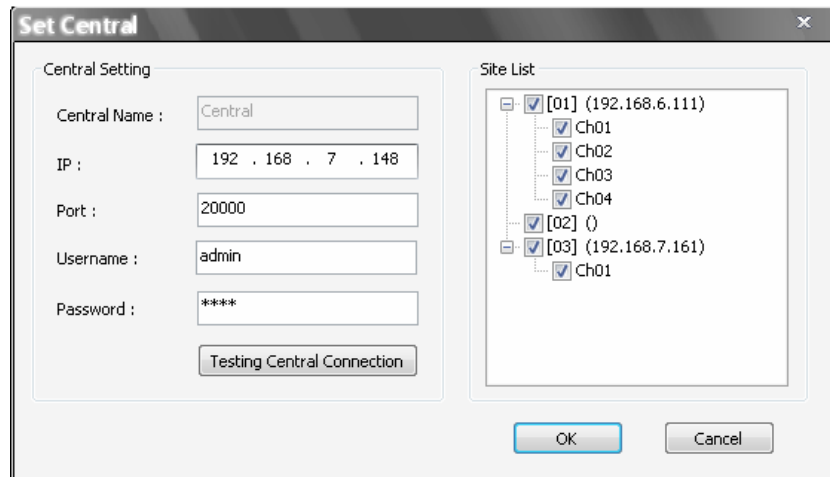 Set Central
Central Setting
Central Name :
Central
IP :
192 . 168 . 7 . 148
Port :
20000
Username :
admin
Password :
****
Testing Central Connection
Site List
[01] (192.168.6.111)
Ch01
Ch02
Ch03
Ch04
[02] ()
[03] (192.168.7.161)
Ch01
OK
Cancel